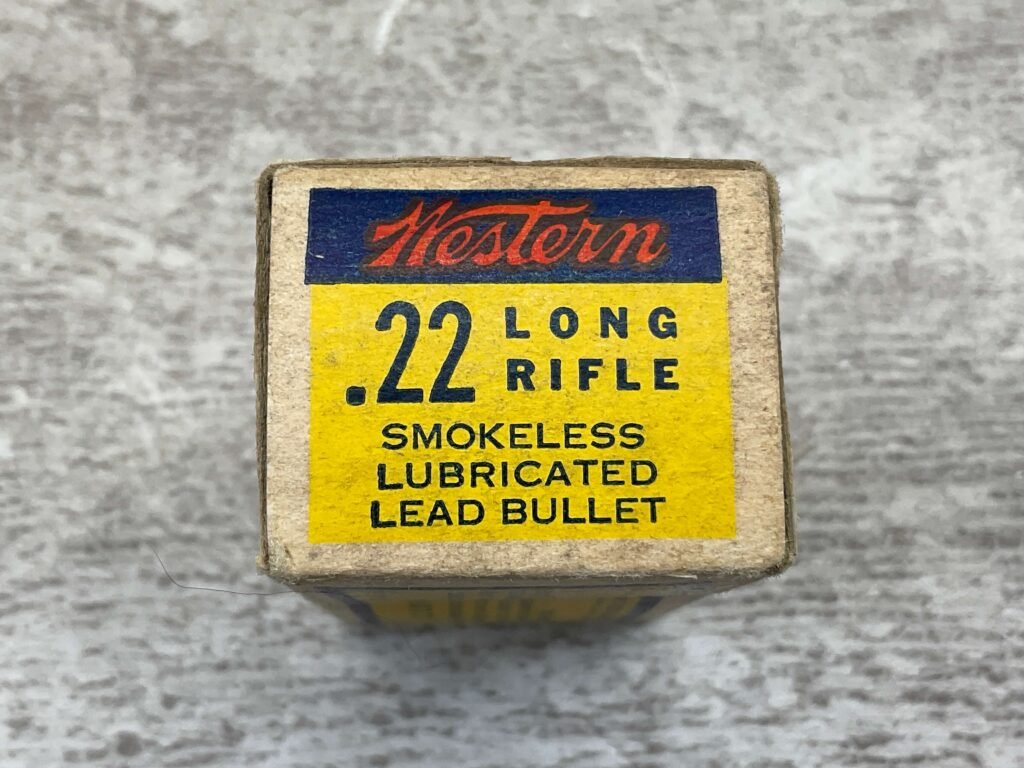 Western
.22 LONG
RIFLE
SMOKELESS
LUBRICATED
LEAD BULLET